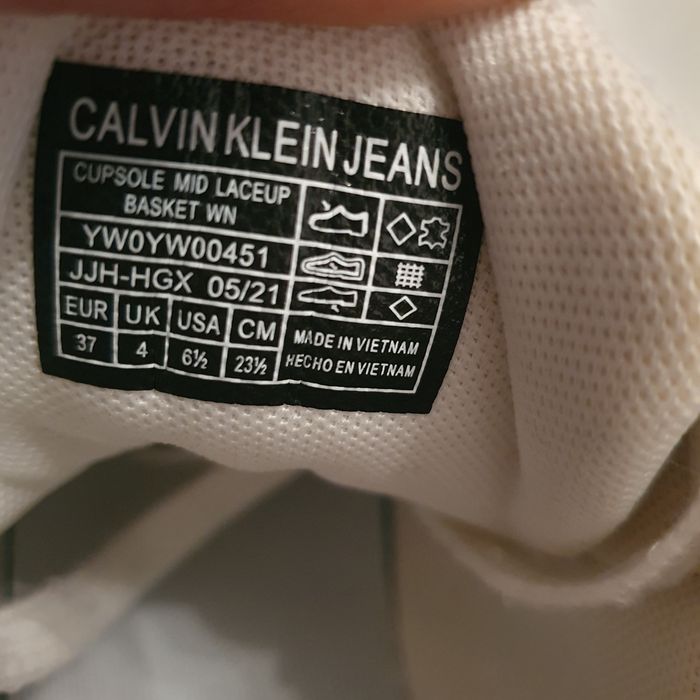 CALVIN KLEIN JEANS
CUPSOLE MID LACEUP
BASKET WN
YW0YW00451
JJH-HGX 05/21
EUR UK USA CM
37 4 6½ 23½
MADE IN VIETNAM
HECHO EN VIETNAM